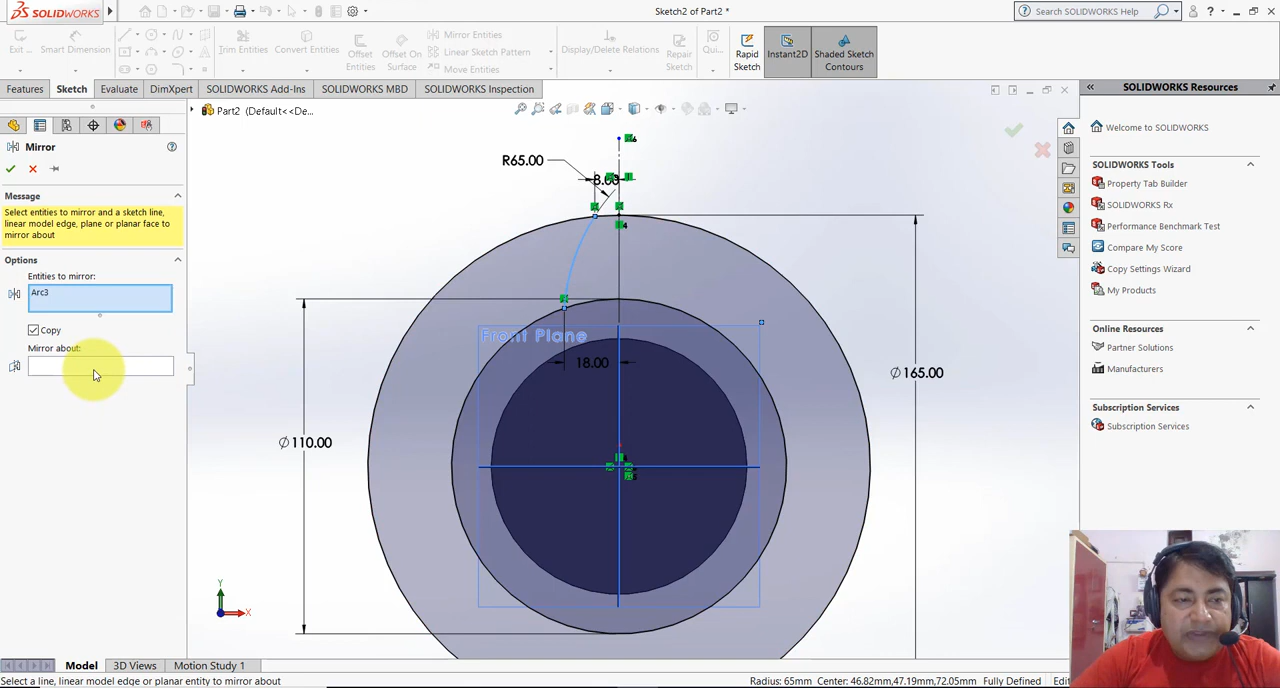 SOLIDWORKS
Sketch2 of Part2 *
Search SOLIDWORKS Help
Exit ...
Smart Dimension
Trim Entities
Convert Entities
Offset Entities
Offset On Surface
Mirror Entities
Linear Sketch Pattern
Move Entities
Display/Delete Relations
Repair Sketch
Qui...
Rapid Sketch
Instant2D
Shaded Sketch Contours
Features
Sketch
Evaluate
DimXpert
SOLIDWORKS Add-Ins
SOLIDWORKS MBD
SOLIDWORKS Inspection
Part2 (Default<<De...
Mirror
Message
Select entities to mirror and a sketch line,
linear model edge, plane or planar face to
mirror about
Options
Entities to mirror:
Arc3
Copy
Mirror about:
R65.00
8.00
Front Plane
18.00
⌀165.00
⌀110.00
Y
X
SOLIDWORKS Resources
Welcome to SOLIDWORKS
SOLIDWORKS Tools
Property Tab Builder
SOLIDWORKS Rx
Performance Benchmark Test
Compare My Score
Copy Settings Wizard
My Products
Online Resources
Partner Solutions
Manufacturers
Subscription Services
Subscription Services
Model
3D Views
Motion Study 1
Select a line, linear model edge or planar entity to mirror about
Radius: 65mm
Center: 46.82mm,47.19mm,72.05mm
Fully Defined